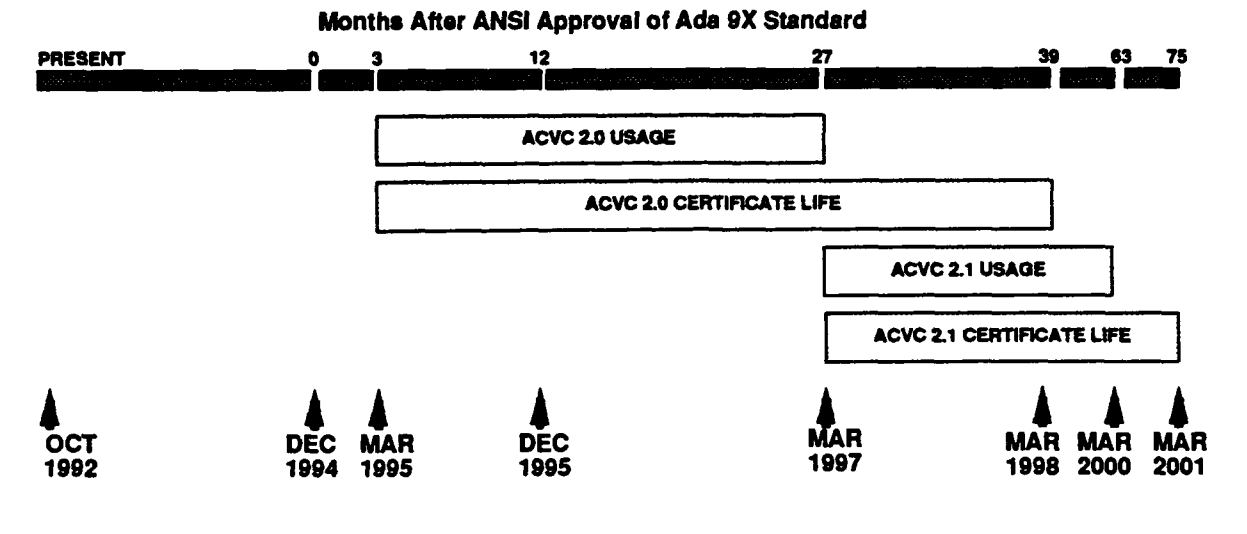 Months After ANSI Approval of Ada 9X Standard
PRESENT 0 3 12 27 39 63 75
ACVC 2.0 USAGE
ACVC 2.0 CERTIFICATE LIFE
ACVC 2.1 USAGE
ACVC 2.1 CERTIFICATE LIFE
OCT DEC MAR DEC MAR MAR MAR MAR
1992 1994 1995 1995 1997 1998 2000 2001